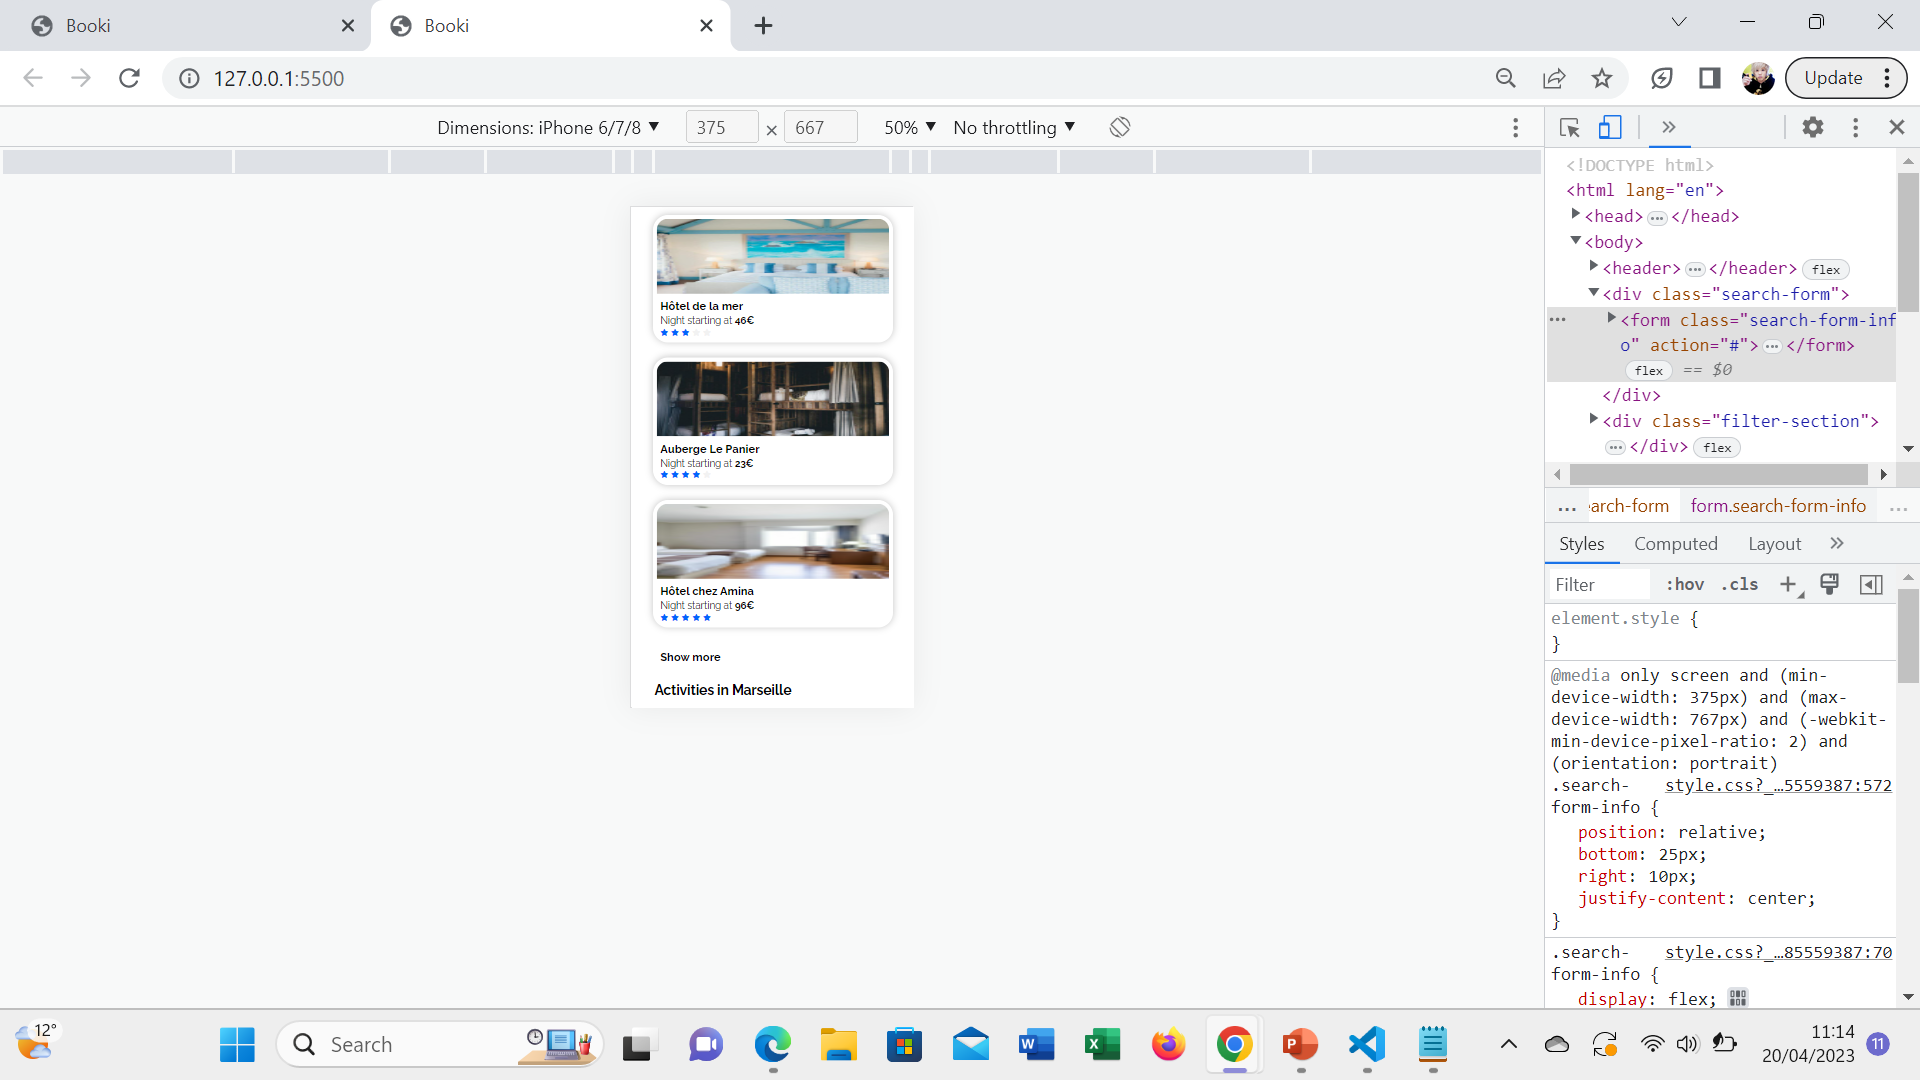 Booki
Booki
127.0.0.1:5500
Update
Dimensions: iPhone 6/7/8 ▼ 375 × 667 50% ▼ No throttling ▼
Hôtel de la mer
Night starting at 46€
Auberge Le Panier
Night starting at 23€
Hôtel chez Amina
Night starting at 96€
Show more
Activities in Marseille
<!DOCTYPE html>
<html lang="en">
<head>…</head>
<body>
<header>…</header> flex
<div class="search-form">
<form class="search-form-inf
o" action="#">…</form>
flex == $0
</div>
<div class="filter-section">
…</div> flex
… earch-form form.search-form-info …
Styles Computed Layout »
Filter :hov .cls +
element.style {
}
@media only screen and (min-
device-width: 375px) and (max-
device-width: 767px) and (-webkit-
min-device-pixel-ratio: 2) and
(orientation: portrait)
.search- style.css?_…5559387:572
form-info {
position: relative;
bottom: 25px;
right: 10px;
justify-content: center;
}
.search- style.css?_…85559387:70
form-info {
display: flex;
12°
Search
W X P
11:14
20/04/2023
11